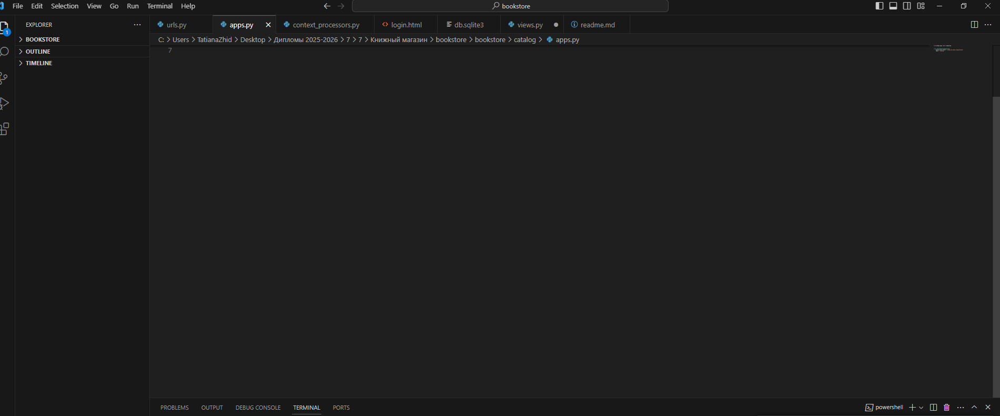 File Edit Selection View Go Run Terminal Help bookstore
EXPLORER
urls.py apps.py context_processors.py login.html db.sqlite3 views.py readme.md
C: > Users > TatianaZhid > Desktop > Дипломы 2025-2026 > 7 > 7 > Книжный магазин > bookstore > bookstore > catalog > apps.py
1
BOOKSTORE
OUTLINE
TIMELINE
7
PROBLEMS OUTPUT DEBUG CONSOLE TERMINAL PORTS powershell